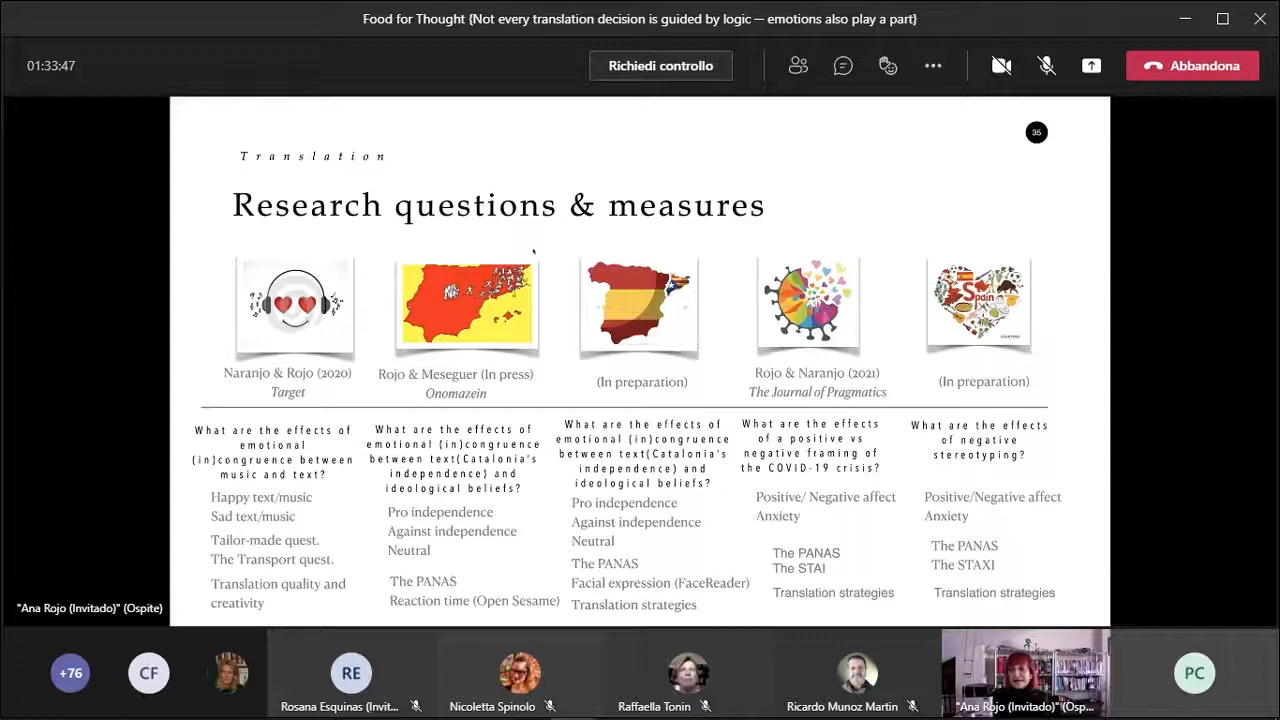 Food for Thought {Not every translation decision is guided by logic — emotions also play a part}
01:33:47
Richiedi controllo
Abbandona
35
Translation
Research questions & measures
Spain
Naranjo & Rojo (2020)
Target
Rojo & Meseguer (In press)
Onomazein
(In preparation)
Rojo & Naranjo (2021)
The Journal of Pragmatics
(In preparation)
What are the effects of
emotional
(in)congruence between
music and text?
Happy text/music
Sad text/music
Tailor-made quest.
The Transport quest.
Translation quality and
creativity
What are the effects of
emotional (in)congruence
between text(Catalonia's
independence) and
ideological beliefs?
Pro independence
Against independence
Neutral
The PANAS
Reaction time (Open Sesame)
What are the effects of
emotional (in)congruence
between text(Catalonia's
independence) and
ideological beliefs?
Pro independence
Against independence
Neutral
The PANAS
Facial expression (FaceReader)
Translation strategies
What are the effects
of a positive vs
negative framing of
the COVID-19 crisis?
Positive/ Negative affect
Anxiety
The PANAS
The STAI
Translation strategies
What are the effects
of negative
stereotyping?
Positive/Negative affect
Anxiety
The PANAS
The STAXI
Translation strategies
"Ana Rojo (Invitado)" (Ospite)
+76
CF
RE
Rosana Esquinas (Invit...
Nicoletta Spinolo
Raffaella Tonin
Ricardo Munoz Martin
"Ana Rojo (Invitado)" (Osp...
PC